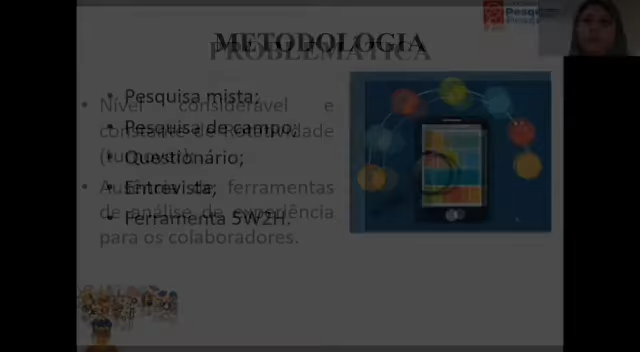 METODOLOGIA
PROBLEMÁTICA
• Pesquisa mista;
• Pesquisa de campo;
• Questionário;
• Entrevista;
• Ferramenta 5W2H.
• Nível considerável e
constante de Rotatividade
• Ausência de ferramentas
de análise de experiência
para os colaboradores.
Pesqu